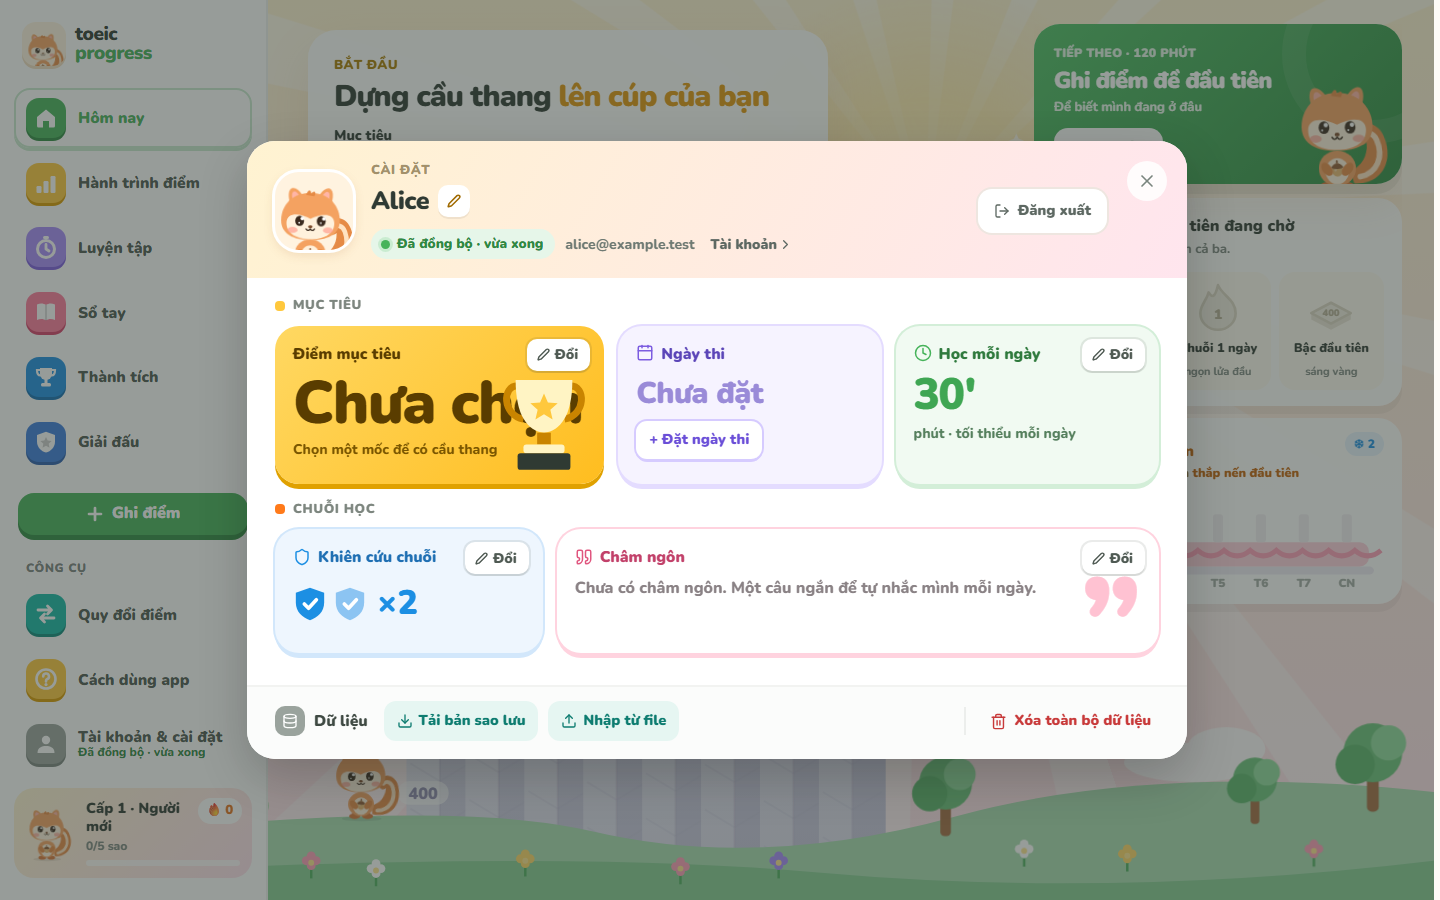 toeic
progress
Hôm nay
Hành trình điểm
Luyện tập
Sổ tay
Thành tích
Giải đấu
Ghi điểm
CÔNG CỤ
Quy đổi điểm
Cách dùng app
Tài khoản & cài đặt
Đã đồng bộ · vừa xong
Cấp 1 · Người mới
0
0/5 sao
BẮT ĐẦU
Dựng cầu thang lên cúp của bạn
Mục tiêu
TIẾP THEO · 120 PHÚT
Ghi điểm đề đầu tiên
Để biết mình đang ở đâu
CÀI ĐẶT
Alice
Đã đồng bộ · vừa xong
alice@example.test
Tài khoản
Đăng xuất
MỤC TIÊU
Điểm mục tiêu
Đổi
Chọn một mốc để có cầu thang
Chưa
Ngày thi
Chưa đặt
+ Đặt ngày thi
Học mỗi ngày
Đổi
30'
phút · tối thiểu mỗi ngày
CHUỖI HỌC
Khiên cứu chuỗi
Đổi
×2
Châm ngôn
Đổi
Chưa có châm ngôn. Một câu ngắn để tự nhắc mình mỗi ngày.
Dữ liệu
Tải bản sao lưu
Nhập từ file
Xóa toàn bộ dữ liệu
tiên đang chờ
cả ba.
1
400
1 ngày
Bậc đầu tiên
lửa đầu
sáng vàng
2
thắp nến đầu tiên
T5
T6
T7
CN
400